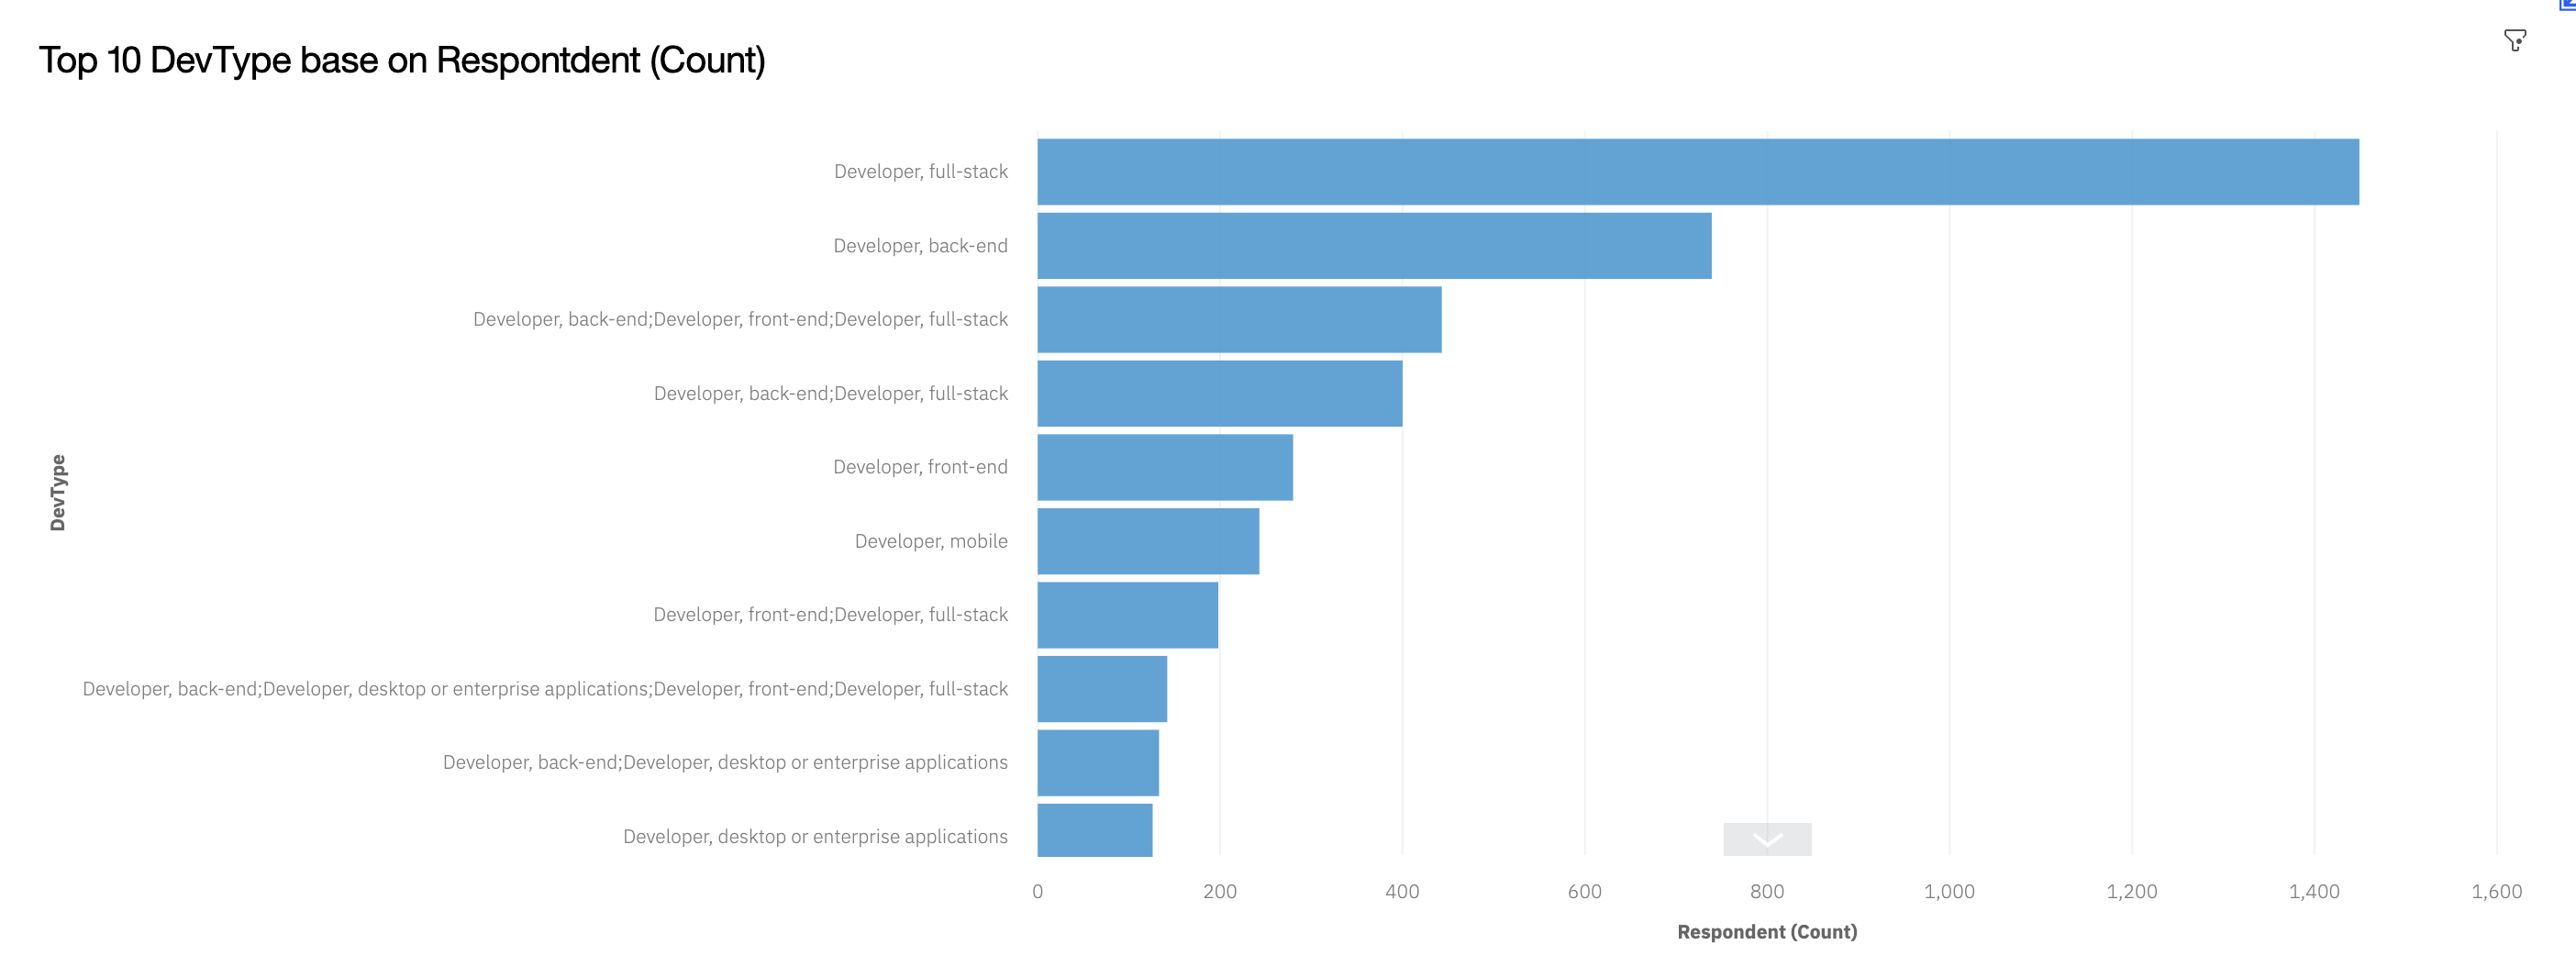 Top 10 DevType base on Respontdent (Count)
Developer, full-stack
Developer, back-end
Developer, back-end;Developer, front-end;Developer, full-stack
Developer, back-end;Developer, full-stack
Developer, front-end
Developer, mobile
Developer, front-end;Developer, full-stack
Developer, back-end;Developer, desktop or enterprise applications;Developer, front-end;Developer, full-stack
Developer, back-end;Developer, desktop or enterprise applications
Developer, desktop or enterprise applications
DevType
0 200 400 600 800 1,000 1,200 1,400 1,600
Respondent (Count)